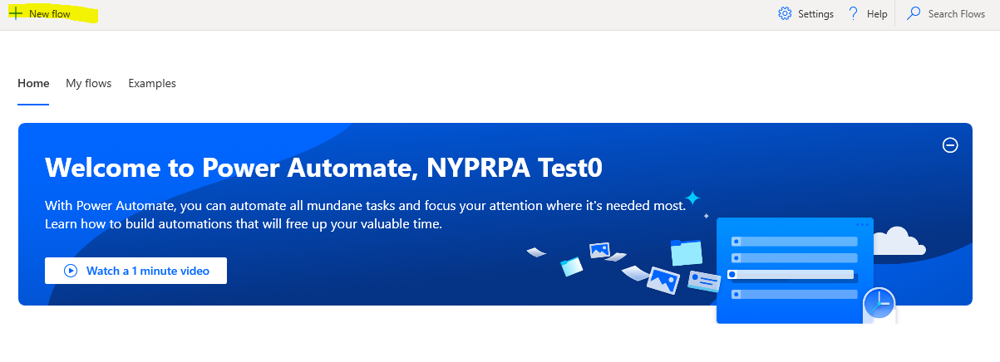 New flow
Settings
Help
Search Flows
Home
My flows
Examples
Welcome to Power Automate, NYPRPA Test0
With Power Automate, you can automate all mundane tasks and focus your attention where it's needed most.
Learn how to build automations that will free up your valuable time.
Watch a 1 minute video